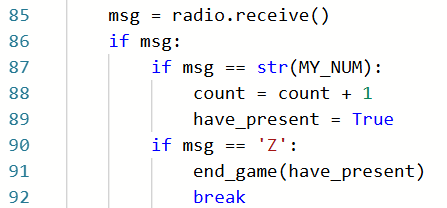 85 msg = radio.receive()
86 if msg:
87 if msg == str(MY_NUM):
88 count = count + 1
89 have_present = True
90 if msg == 'Z':
91 end_game(have_present)
92 break